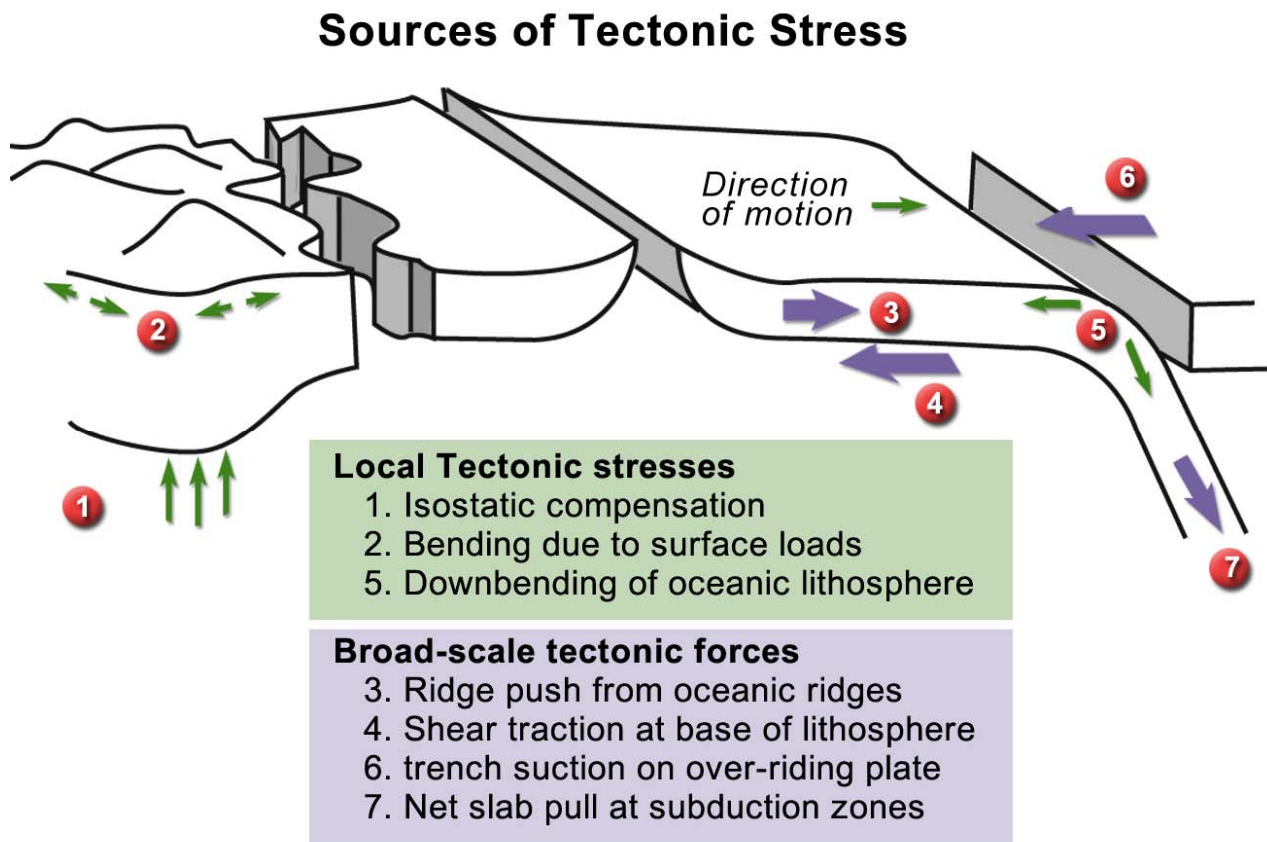 Sources of Tectonic Stress
Direction
of motion
6
2
3
5
4
1
7
Local Tectonic stresses
1. Isostatic compensation
2. Bending due to surface loads
5. Downbending of oceanic lithosphere
Broad-scale tectonic forces
3. Ridge push from oceanic ridges
4. Shear traction at base of lithosphere
6. trench suction on over-riding plate
7. Net slab pull at subduction zones